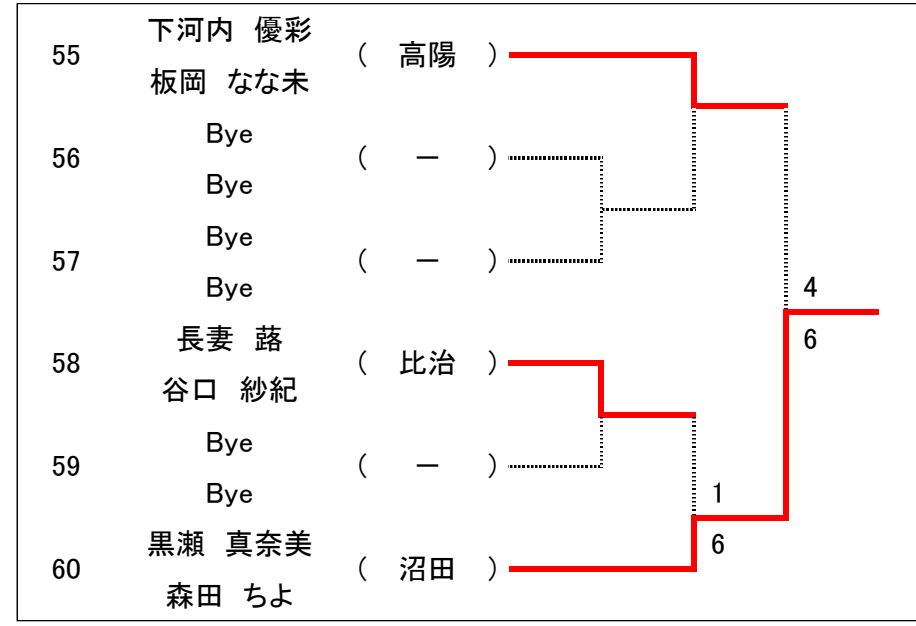 下河内 優彩
55 ( 高陽 )
板岡 なな未
Bye
56 ( ー )
Bye
Bye
57 ( ー )
Bye
4
長妻 蕗
6
58 ( 比治 )
谷口 紗紀
Bye
59 ( ー )
Bye
1
黒瀬 真奈美
6
60 ( 沼田 )
森田 ちよ